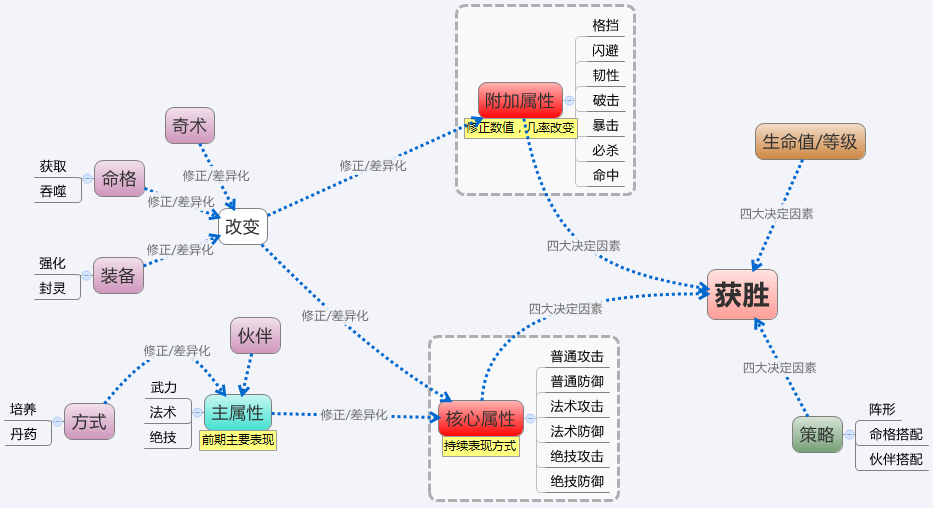 格挡
闪避
韧性
附加属性
破击
修正数值，几率改变
暴击
必杀
命中
奇术
生命值/等级
修正/差异化
获取
命格
吞噬
修正/差异化
修正/差异化
四大决定因素
改变
四大决定因素
修正/差异化
强化
装备
封灵
获胜
四大决定因素
修正/差异化
伙伴
修正/差异化
普通攻击
普通防御
四大决定因素
武力
法术
主属性
绝技
前期主要表现
修正/差异化
法术攻击
核心属性
法术防御
持续表现方式
绝技攻击
绝技防御
培养
方式
丹药
阵形
策略
命格搭配
伙伴搭配